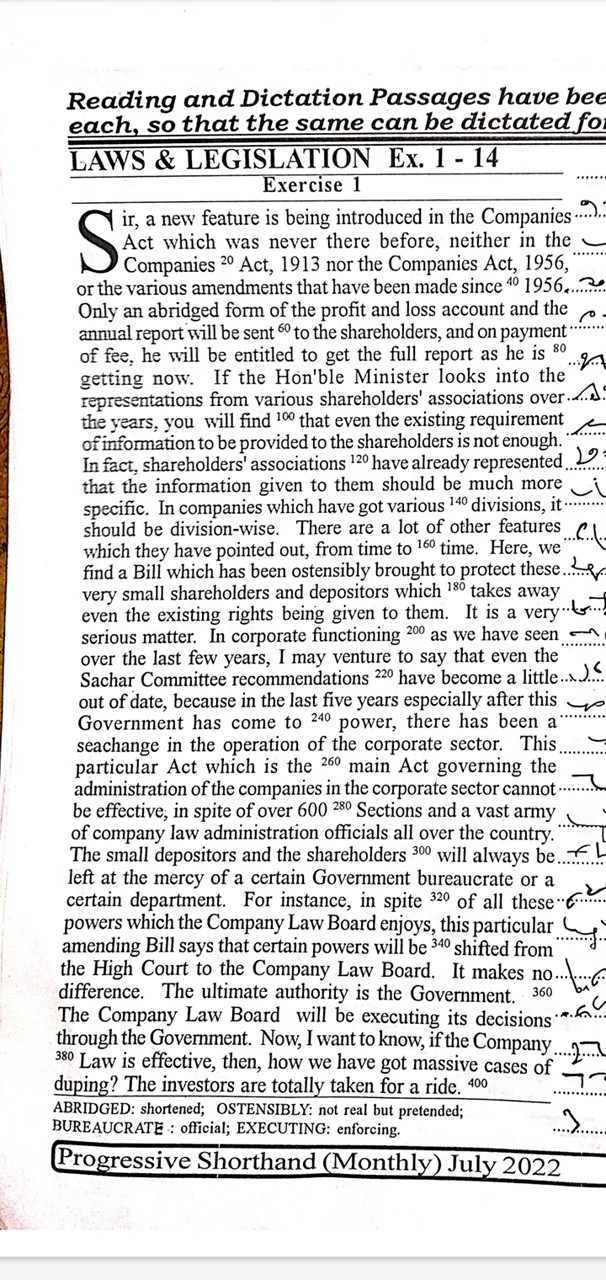 Reading and Dictation Passages have bee
each, so that the same can be dictated for
LAWS & LEGISLATION Ex. 1 - 14
Exercise 1
Sir, a new feature is being introduced in the Companies
Act which was never there before, neither in the
Companies 20 Act, 1913 nor the Companies Act, 1956,
or the various amendments that have been made since 40 1956.
Only an abridged form of the profit and loss account and the
annual report will be sent 60 to the shareholders, and on payment
of fee, he will be entitled to get the full report as he is 80
getting now. If the Hon'ble Minister looks into the
representations from various shareholders' associations over
the years, you will find 100 that even the existing requirement
of information to be provided to the shareholders is not enough.
In fact, shareholders' associations 120 have already represented
that the information given to them should be much more
specific. In companies which have got various 140 divisions, it
should be division-wise. There are a lot of other features
which they have pointed out, from time to 160 time. Here, we
find a Bill which has been ostensibly brought to protect these
very small shareholders and depositors which 180 takes away
even the existing rights being given to them. It is a very
serious matter. In corporate functioning 200 as we have seen
over the last few years, I may venture to say that even the
Sachar Committee recommendations 220 have become a little
out of date, because in the last five years especially after this
Government has come to 240 power, there has been a
seachange in the operation of the corporate sector. This
particular Act which is the 260 main Act governing the
administration of the companies in the corporate sector cannot
be effective, in spite of over 600 280 Sections and a vast army
of company law administration officials all over the country.
The small depositors and the shareholders 300 will always be
left at the mercy of a certain Government bureaucrate or a
certain department. For instance, in spite 320 of all these
powers which the Company Law Board enjoys, this particular
amending Bill says that certain powers will be 340 shifted from
the High Court to the Company Law Board. It makes no
difference. The ultimate authority is the Government. 360
The Company Law Board will be executing its decisions
through the Government. Now, I want to know, if the Company
380 Law is effective, then, how we have got massive cases of
duping? The investors are totally taken for a ride. 400
ABRIDGED: shortened; OSTENSIBLY: not real but pretended;
BUREAUCRATE : official; EXECUTING: enforcing.
Progressive Shorthand (Monthly) July 2022